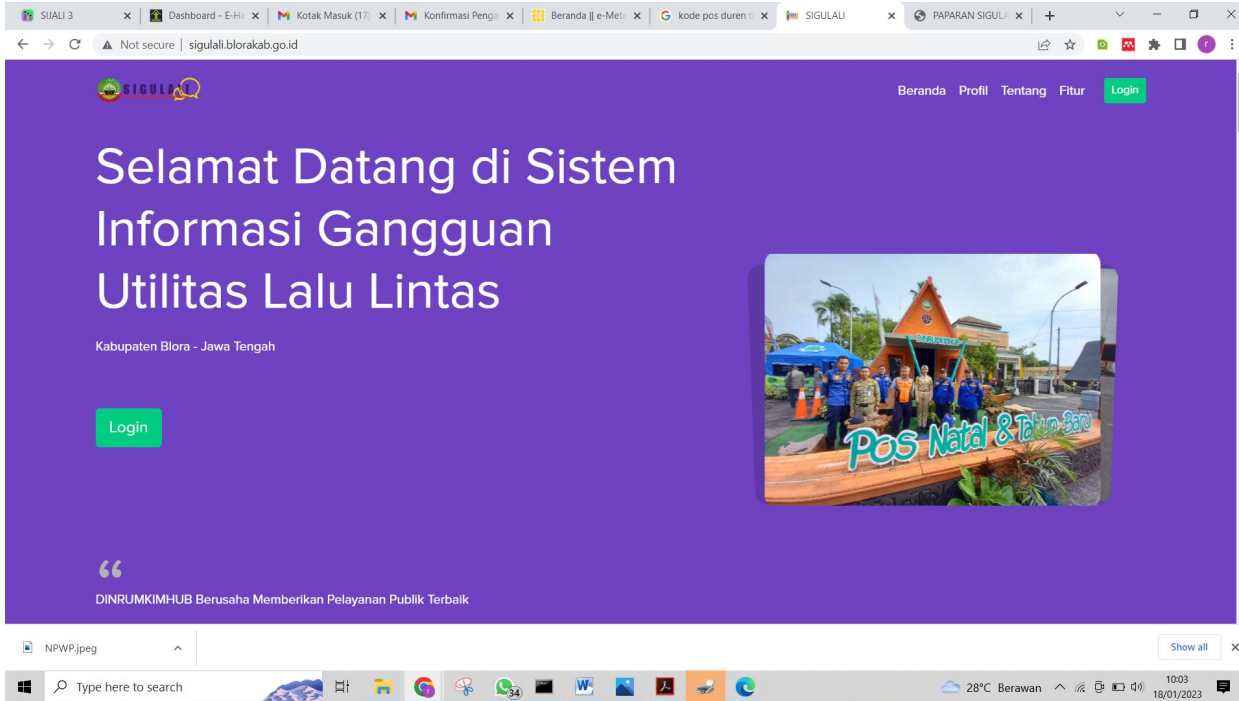 SIJALI 3
Dashboard - E-Ha
Kotak Masuk (17)
Konfirmasi Penga
Beranda || e-Mete
kode pos duren t
SIGULALI
PAPARAN SIGULA
Not secure | sigulali.blorakab.go.id
SIGULALI
Beranda Profil Tentang Fitur Login
Selamat Datang di Sistem
Informasi Gangguan
Utilitas Lalu Lintas
Kabupaten Blora - Jawa Tengah
Login
DINRUMKIMHUB
Pos Natal & Tahun Baru
“
DINRUMKIMHUB Berusaha Memberikan Pelayanan Publik Terbaik
NPWP.jpeg
Show all
Type here to search
34
28°C Berawan
10:03
18/01/2023